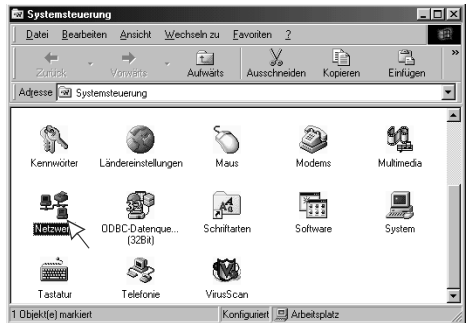 Systemsteuerung
Datei Bearbeiten Ansicht Wechseln zu Favoriten ?
Zurück Vorwärts Aufwärts Ausschneiden Kopieren Einfügen »
Adresse Systemsteuerung
Kennwörter Ländereinstellungen Maus Modems Multimedia
Netzwer ODBC-Datenque... Schriftarten Software System
(32Bit)
Tastatur Telefonie VirusScan
1 Objekt(e) markiert Konfiguriert Arbeitsplatz